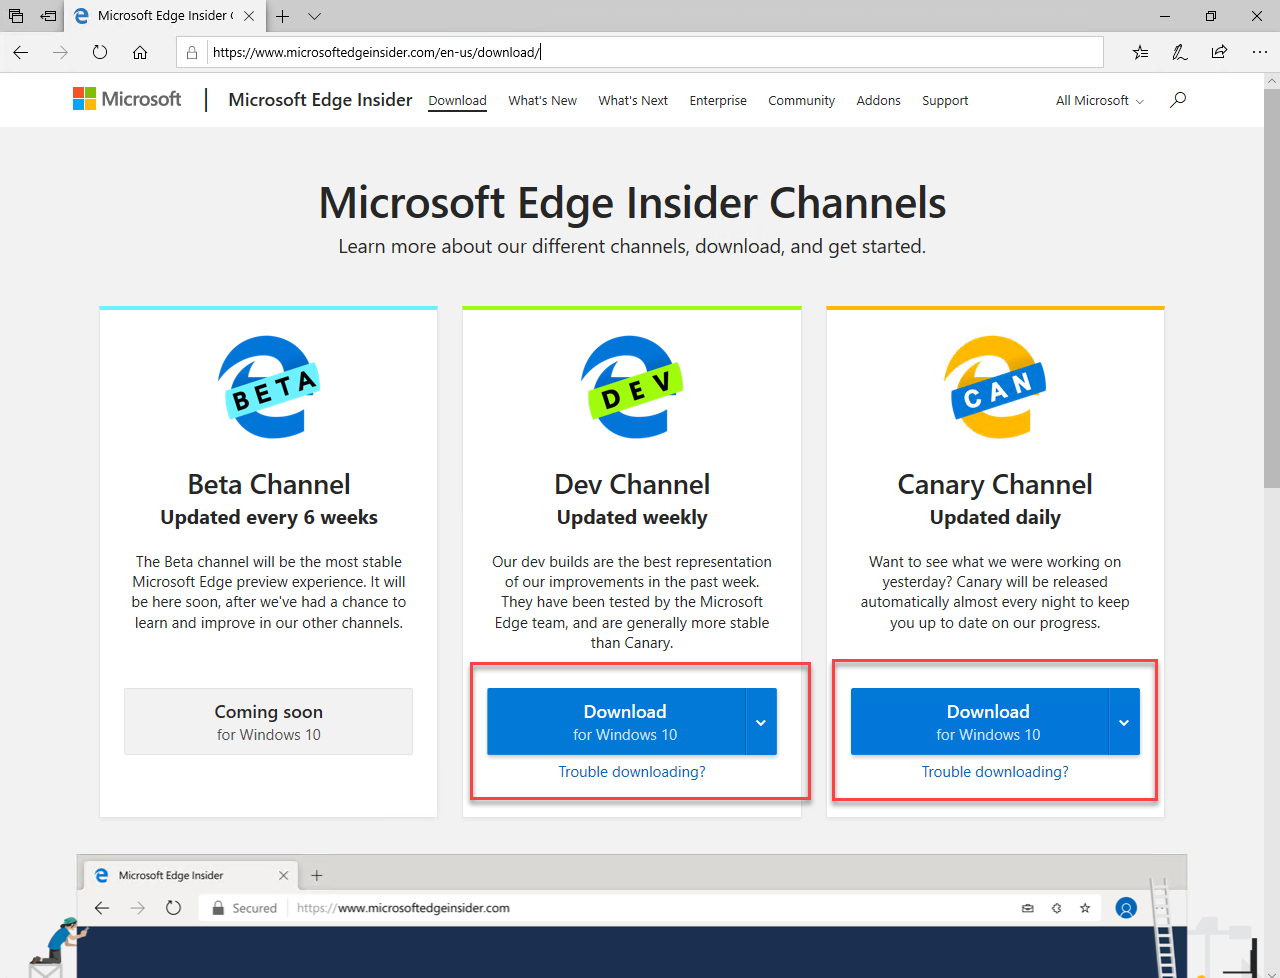 Microsoft Edge Insider C
https://www.microsoftedgeinsider.com/en-us/download/
Microsoft
Microsoft Edge Insider
Download
What's New
What's Next
Enterprise
Community
Addons
Support
All Microsoft
Microsoft Edge Insider Channels
Learn more about our different channels, download, and get started.
BETA
Beta Channel
Updated every 6 weeks
The Beta channel will be the most stable
Microsoft Edge preview experience. It will
be here soon, after we've had a chance to
learn and improve in our other channels.
Coming soon
for Windows 10
DEV
Dev Channel
Updated weekly
Our dev builds are the best representation
of our improvements in the past week.
They have been tested by the Microsoft
Edge team, and are generally more stable
than Canary.
Download
for Windows 10
Trouble downloading?
CAN
Canary Channel
Updated daily
Want to see what we were working on
yesterday? Canary will be released
automatically almost every night to keep
you up to date on our progress.
Download
for Windows 10
Trouble downloading?
Microsoft Edge Insider
Secured
https://www.microsoftedgeinsider.com